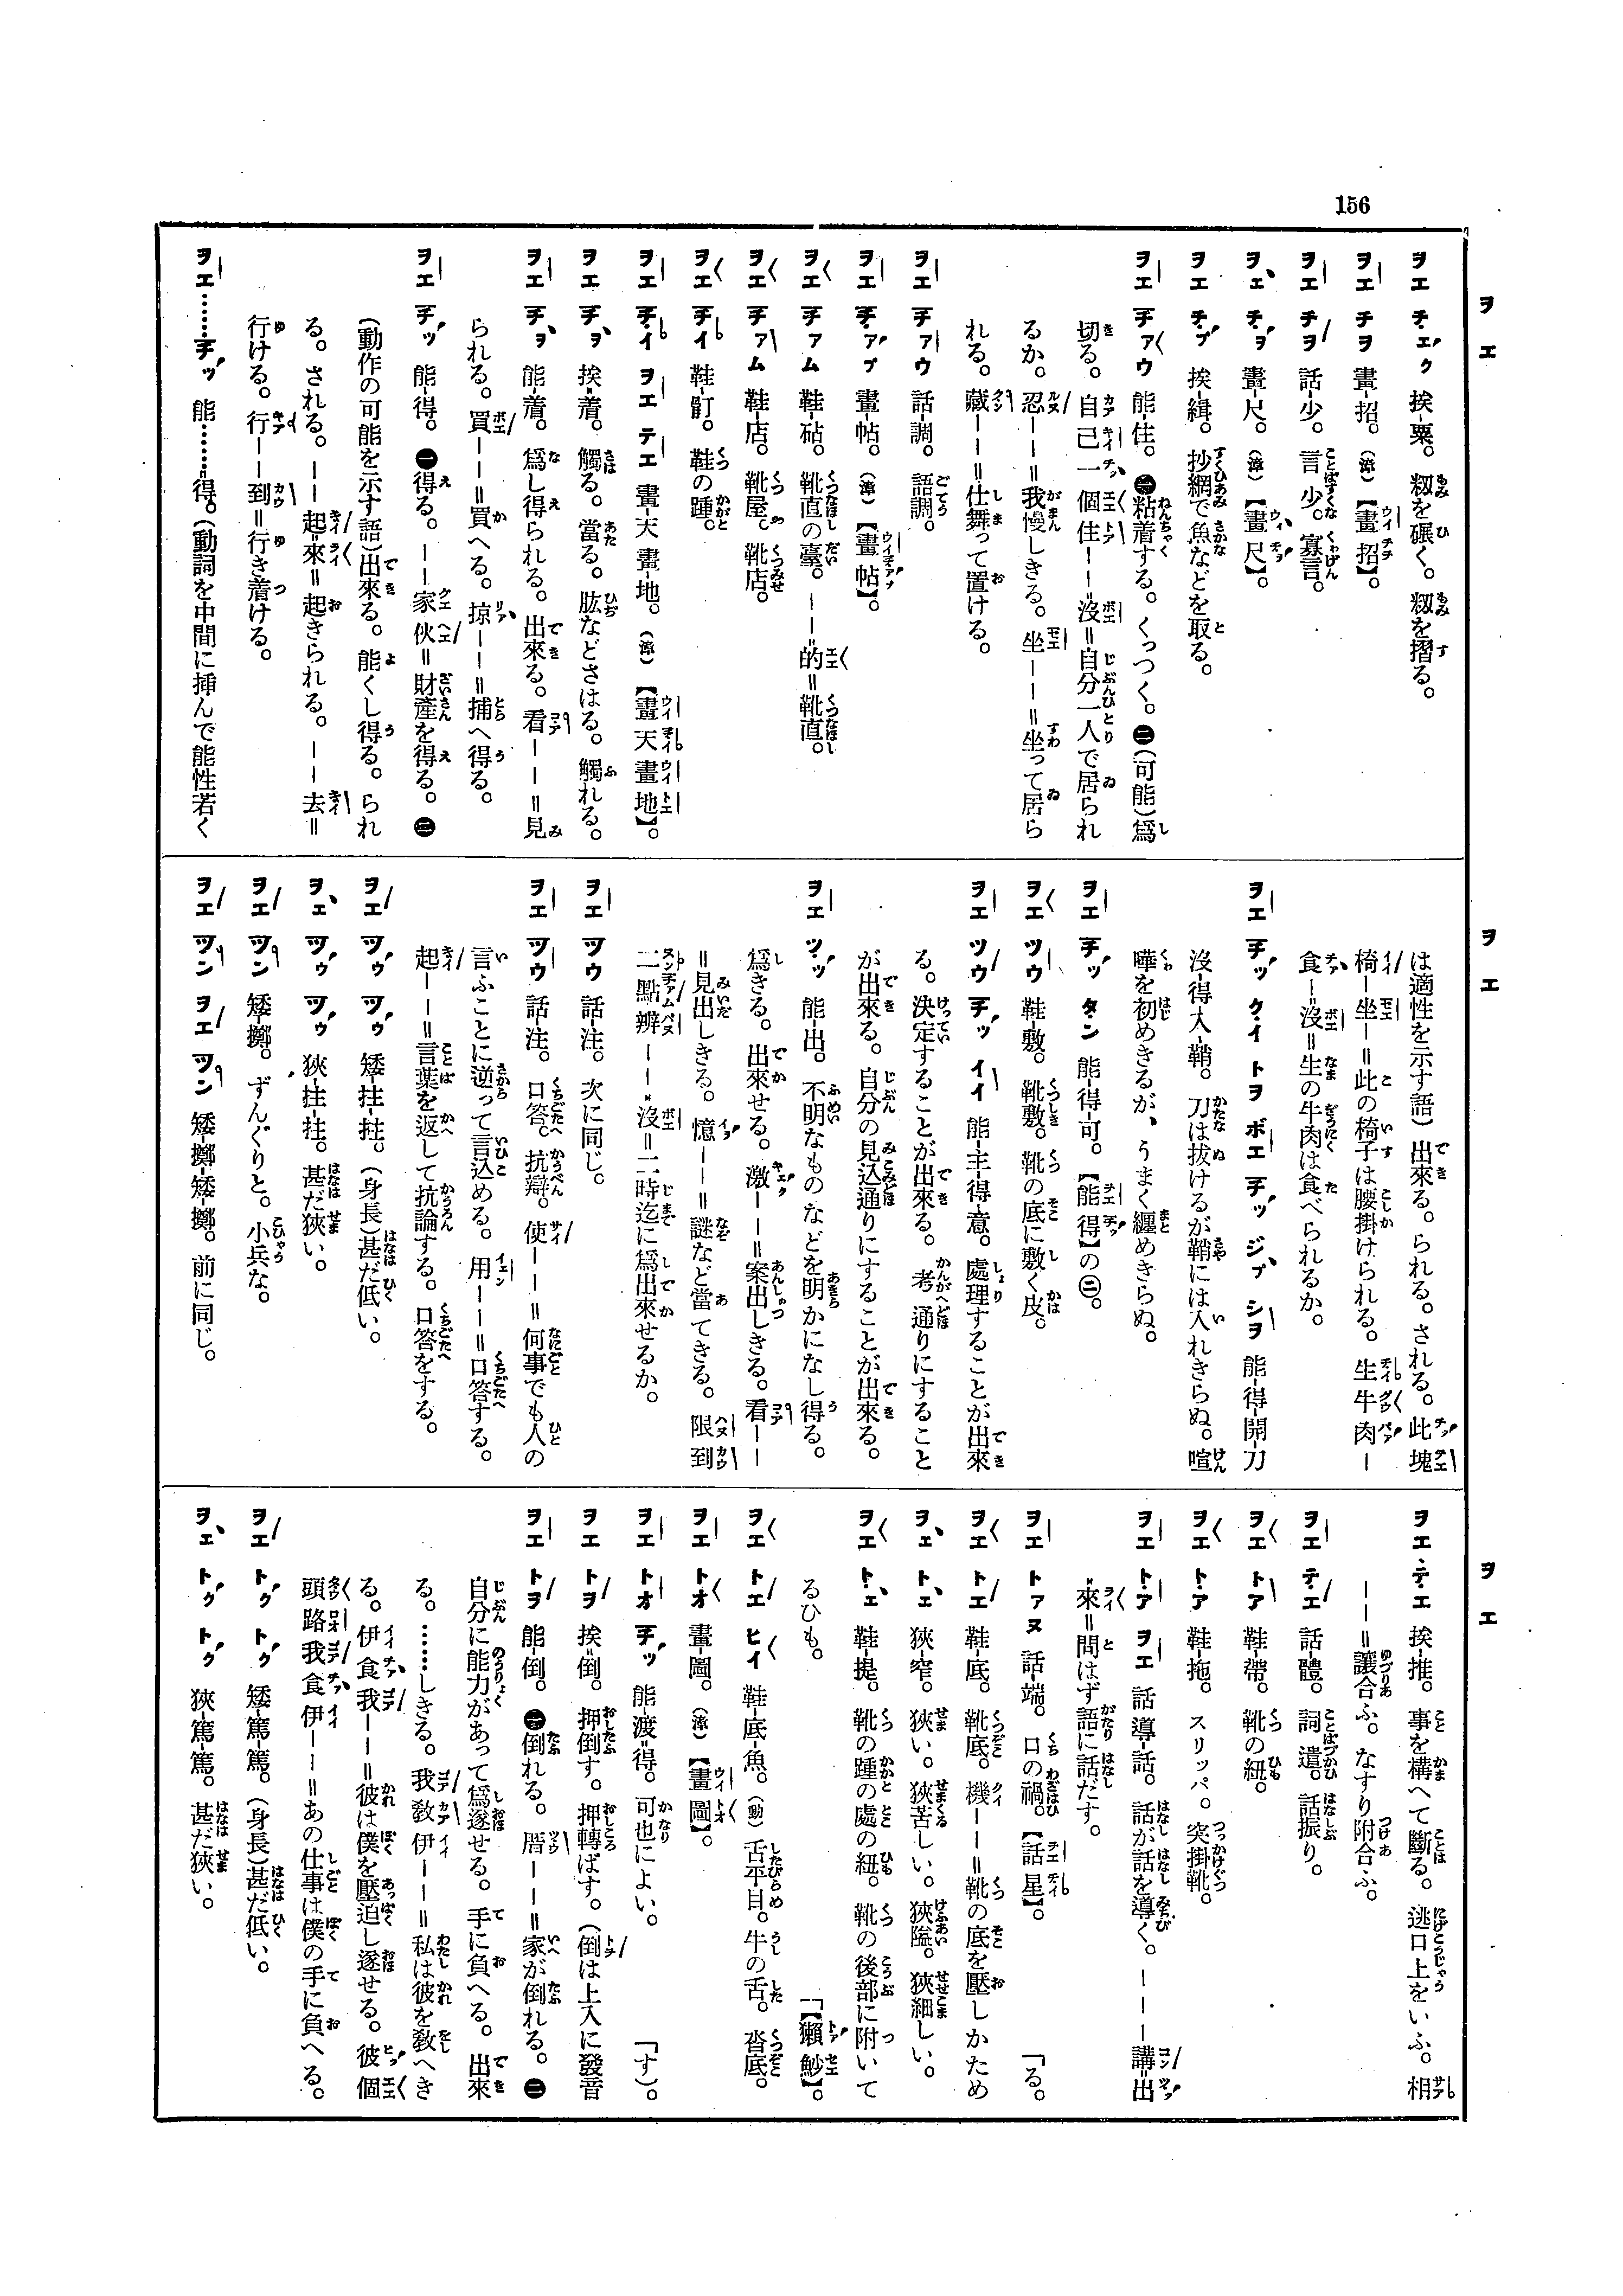 156
ヲエ
ヲエ チェク 挨-粟。籾を碾く。籾を摺る。
ヲエ チヲ 畫-招。（漳）【畫招】。
ヲエ チヲ 話-少。言少。寡言。
ヲェ チョ 畫-尺。（漳）【畫尺】。
ヲエ チㇷ゚ 挨-緝。抄網で魚などを取る。
ヲエ チァウ 能-住。㊀粘着する。くっつく。㊁（可能）爲
切る。自己一個住――沒＝自分一人で居られ
るか。忍――＝我慢しきる。坐――＝坐って居ら
れる。藏――＝仕舞って置ける。
ヲエ チァウ 話-調。語調。
ヲエ チァㇷ゚ 畫-帖。（漳）【畫帖】。
ヲエ チァム 鞋-砧。靴直の臺。――＝的＝靴直。
ヲエ チァム 鞋-店。靴屋。靴店。
ヲエ チイ 鞋-釘。鞋の踵。
ヲエ チイ ヲエ テエ 畫-天 畫-地。（漳）【畫天畫地】。
ヲエ チヲ 挨-着。觸る。當る。肱などさはる。觸れる。
ヲエ チョ 能-着。爲し得られる。出來る。看――＝見
られる。買――＝買へる。掠――＝捕へ得る。
ヲエ チッ 能-得。㊀得る。――家伙＝財產を得る。㊁
（動作の可能を示す語）出來る。能くし得る。られ
る。される。――起來＝起きられる。――去＝
行ける。行――到＝行き着ける。
ヲエ……チッ 能……得。（動詞を中間に挿んで能性若く
ヲエ
は適性を示す語）出來る。られる。される。此塊
椅-坐-＝此の椅子は腰掛けられる。生牛肉-
食-沒＝生の牛肉は食べられるか。
ヲエ チッ クイ トヲ ボエ チッ ジㇷ゚ シヲ 能-得-開-刀
沒-得-入-鞘。刀は拔けるが鞘には入れきらぬ。喧
嘩を初めきるが、うまく纒めきらぬ。
ヲエ チッ タン 能-得-可。【能得】の㊁。
ヲエ ツウ 鞋-敷。靴敷。靴の底に敷く皮。
ヲエ ツウ チッ イイ 能-主-得-意。處理することが出來
る。決定することが出來る。考通りにすること
が出來る。自分の見込通りにすることが出來る。
ヲエ ツッ 能-出。不明なものなどを明かになし得る。
爲きる。出來せる。激――＝案出しきる。看――
＝見出しきる。憶――＝謎など當てきる。限到
二點辨――沒＝二時迄に爲出來せるか。
ヲエ ツウ 話-注。次に同じ。
ヲエ ツウ 話-注。口答。抗辯。使――＝何事でも人の
言ふことに逆って言込める。用――＝口答する。
起――＝言葉を返して抗論する。口答をする。
ヲエ ツゥ ツゥ 矮-拄-拄。（身長）甚だ低い。
ヲェ ツゥ ツゥ 狹-拄-拄。甚だ狹い。
ヲエ ツン 矮-擲。ずんぐりと。小兵な。
ヲエ ツン ヲエ ツン 矮-擲-矮-擲。前に同じ。
ヲエ
ヲエ テエ 挨-推。事を構へて斷る。逃口上をいふ。相
――＝讓合ふ。なすり附合ふ。
ヲエ テエ 話-體。詞遣。話振り。
ヲエ トア 鞋-帶。靴の紐。
ヲエ トア 鞋-拖。スリッパ。突掛靴。
ヲエ トア ヲエ 話 導-話。話が話を導く。―――講＝出
來＝問はず語に話だす。
ヲエ トァヌ 話-端。口の禍。【話星】。「る。
ヲエ トエ 鞋-底。靴底。機――＝靴の底を壓しかため
ヲェ トェ 狹-窄。狹い。狹苦しい。狹隘。狹細しい。
ヲエ トェ 鞋-提。靴の踵の處の紐。靴の後部に附いて
るひも。「【獺魦】。
ヲエ トエ ヒイ 鞋-底-魚。（動）舌平目。牛の舌。沓底。
ヲエ トオ 畫-圖。（漳）【畫圖】。
ヲエ トオ チッ 能-渡-得。可也によい。「す）。
ヲエ トヲ 挨-倒。押倒す。押轉ばす。（倒は上入に發音
ヲエ トヲ 能-倒。㊀倒れる。厝――＝家が倒れる。㊁
自分に能力があって爲遂せる。手に負へる。出來
る。……しきる。我敎伊――＝私は彼を敎へき
る。伊食我――＝彼は僕を壓迫し遂せる。彼個
頭路我食伊――＝あの仕事は僕の手に負へる。
ヲエ トク トク 矮-篤-篤。（身長）甚だ低い。
ヲェ トク トク 狹-篤-篤。甚だ狹い。